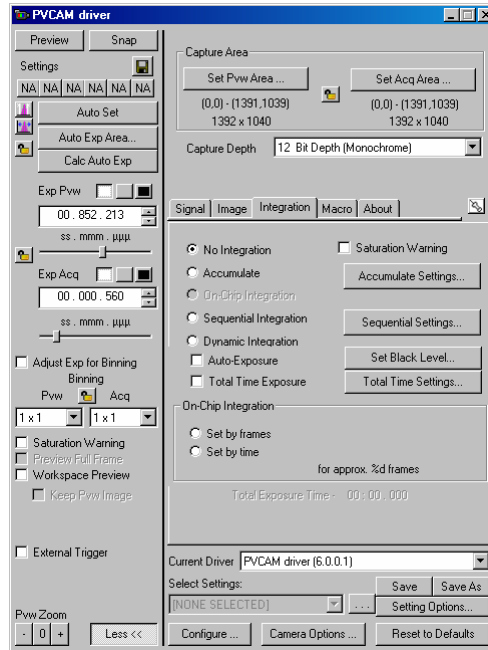 PVCAM driver
Preview Snap
Settings
NA NA NA NA NA
Auto Set
Auto Exp Area...
Calc Auto Exp
Exp Pvw
00 . 852 . 213
ss . mmm . µµµ
Exp Acq
00 . 000 . 560
ss . mmm . µµµ
Adjust Exp for Binning
Binning
Pvw Acq
1 x 1 1 x 1
Saturation Warning
Preview Full Frame
Workspace Preview
Keep Pvw Image
External Trigger
Pvw Zoom
- 0 + Less <<
Capture Area
Set Pvw Area ... Set Acq Area ...
(0,0) - (1391,1039) (0,0) - (1391,1039)
1392 x 1040 1392 x 1040
Capture Depth 12 Bit Depth (Monochrome)
Signal Image Integration Macro About
No Integration Saturation Warning
Accumulate Accumulate Settings...
On-Chip Integration
Sequential Integration Sequential Settings...
Dynamic Integration
Auto-Exposure Set Black Level...
Total Time Exposure Total Time Settings...
On-Chip Integration
Set by frames
Set by time
for approx. %d frames
Total Exposure Time - 00 : 00 . 000
Current Driver PVCAM driver (6.0.0.1)
Select Settings: Save Save As
[NONE SELECTED] ... Setting Options...
Configure ... Camera Options ... Reset to Defaults